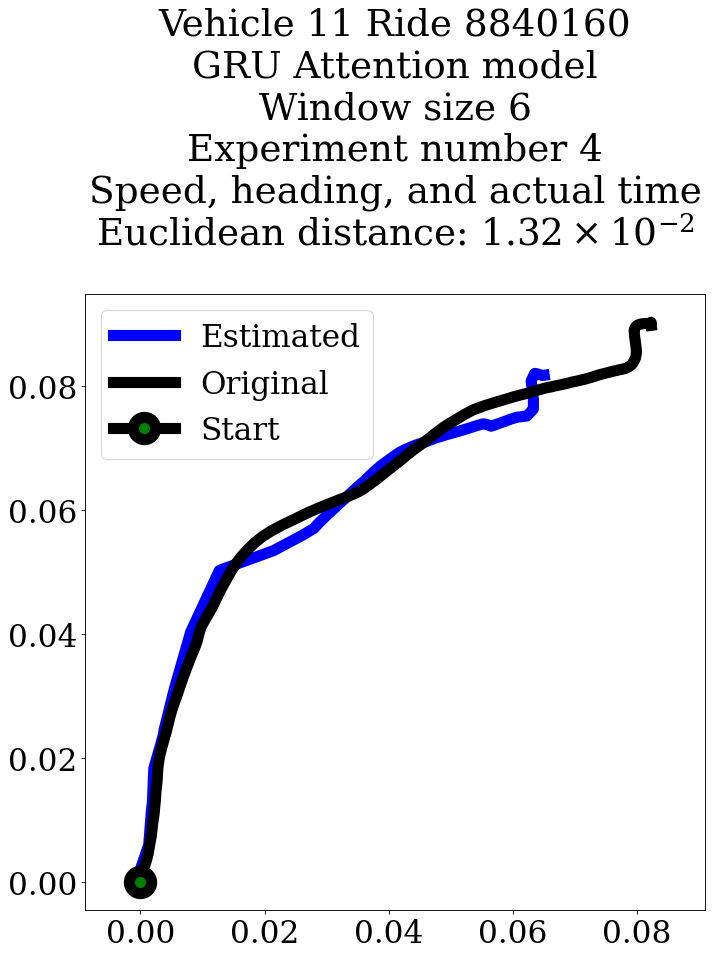 Vehicle 11 Ride 8840160
GRU Attention model
Window size 6
Experiment number 4
Speed, heading, and actual time
Euclidean distance: 1.32 × 10⁻²
Estimated
Original
Start
0.08
0.06
0.04
0.02
0.00
0.00 0.02 0.04 0.06 0.08